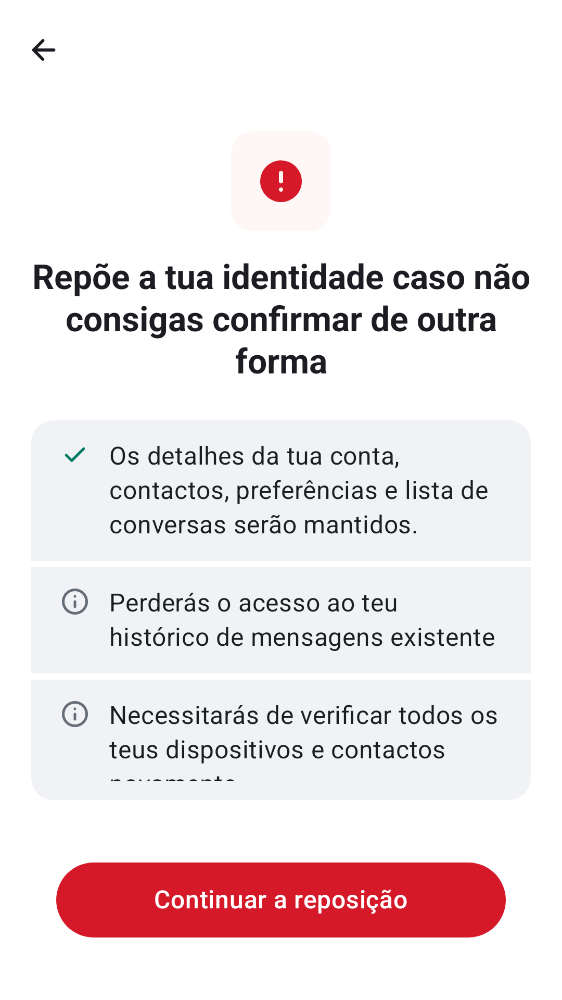 Repõe a tua identidade caso não
consigas confirmar de outra
forma
Os detalhes da tua conta,
contactos, preferências e lista de
conversas serão mantidos.
Perderás o acesso ao teu
histórico de mensagens existente
Necessitarás de verificar todos os
teus dispositivos e contactos
Continuar a reposição